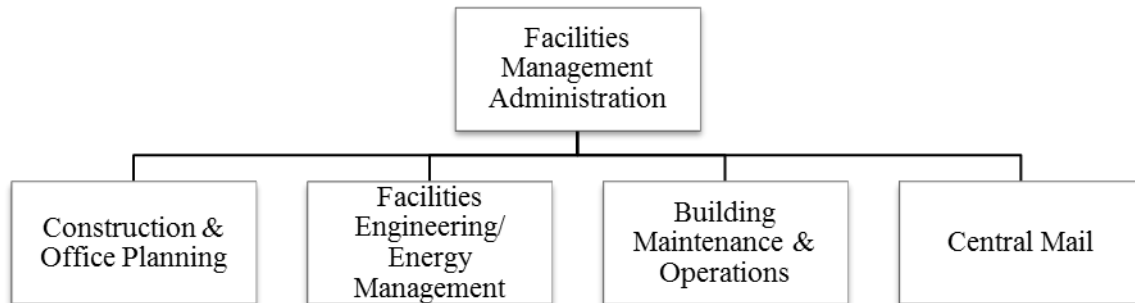 Facilities
Management
Administration
Construction &
Office Planning
Facilities
Engineering/
Energy
Management
Building
Maintenance &
Operations
Central Mail